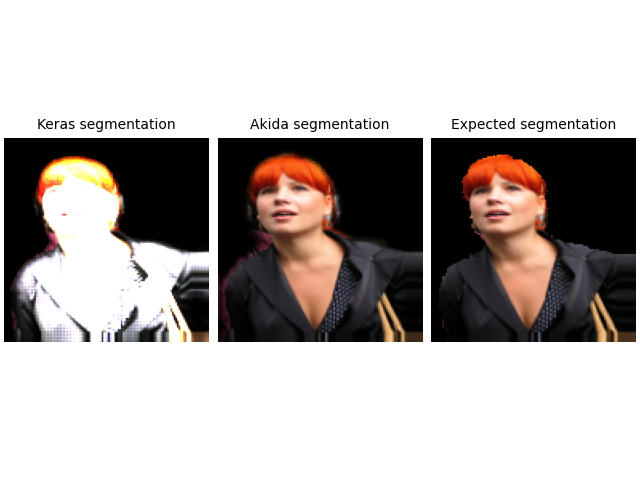 Keras segmentation
Akida segmentation
Expected segmentation